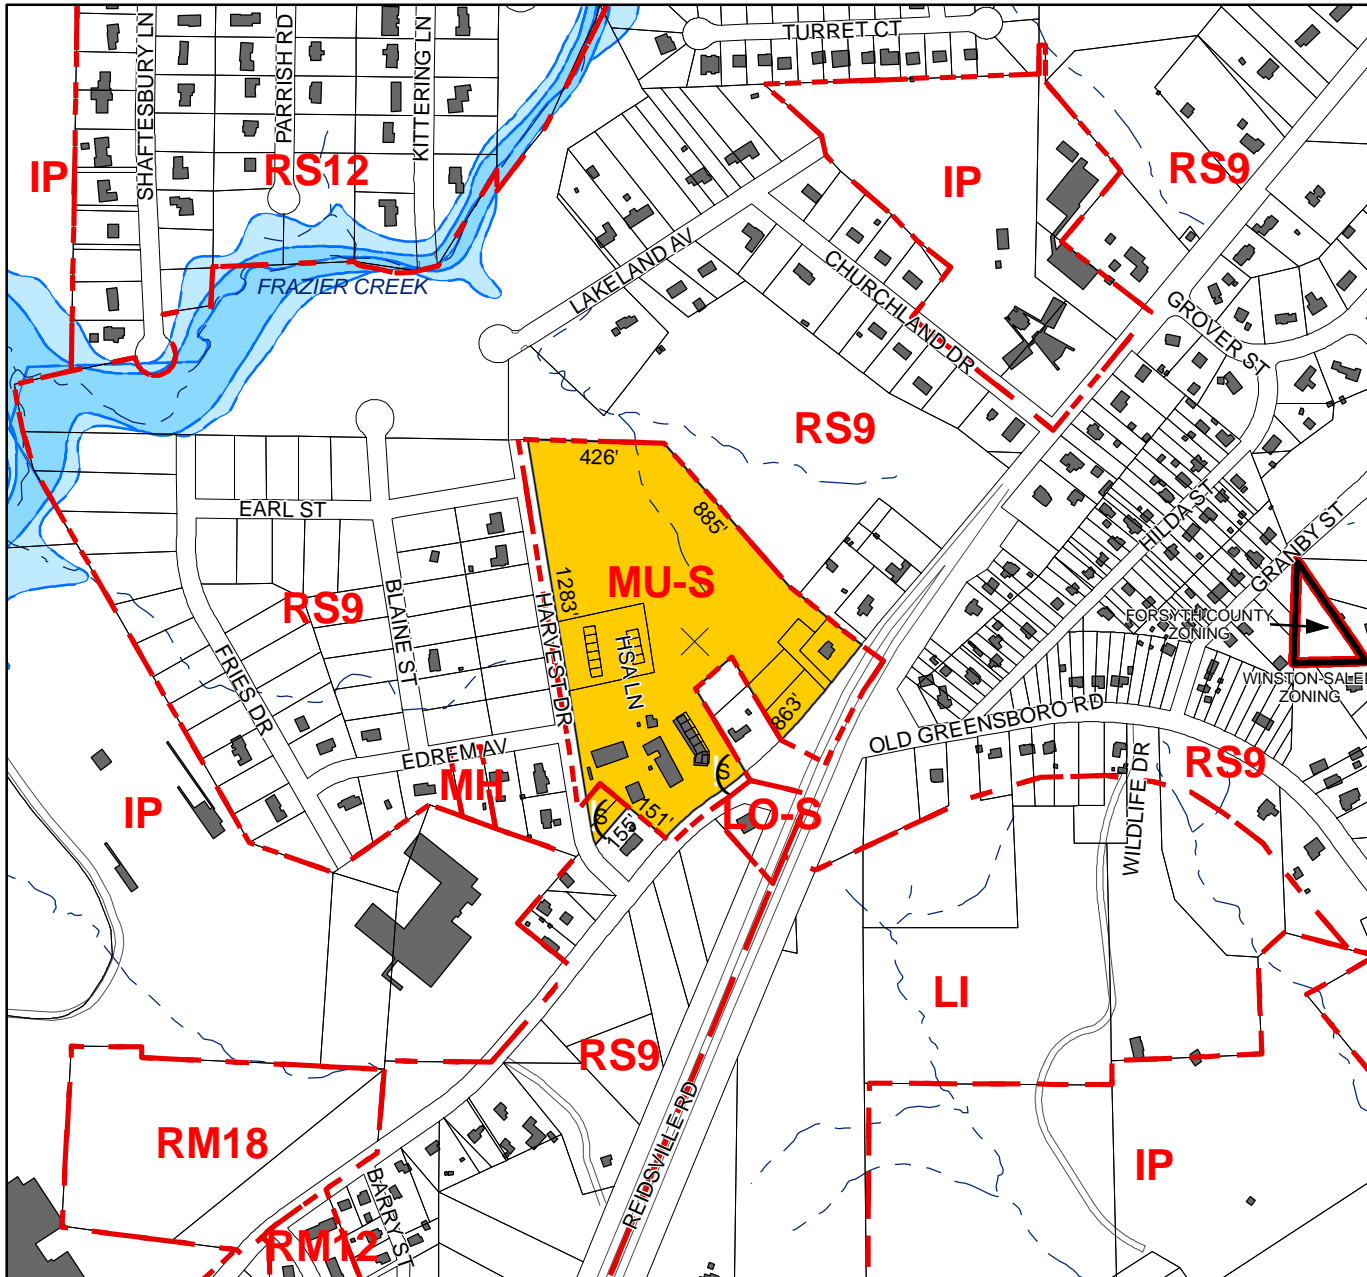 TURRET CT
SHAFTESBURY LN
PARRISH RD
KITTERING LN
IP
RS12
IP
RS9
FRAZIER CREEK
LAKELAND AV
CHURCHLAND DR
GROVER ST
RS9
426'
885'
EARL ST
HILDA ST
GRANBY ST
1283'
MU-S
BLAINE ST
HARVEST DR
RS9
HSA LN
FORSYTH COUNTY
ZONING
WINSTON-SALEM
ZONING
FRIES DR
863'
OLD GREENSBORO RD
EDREM AV
MH
IP
S
S
155'
151'
LO-S
WILDLIFE DR
RS9
LI
RS9
REIDSVILLE RD
RM18
IP
BARRY ST
RM12